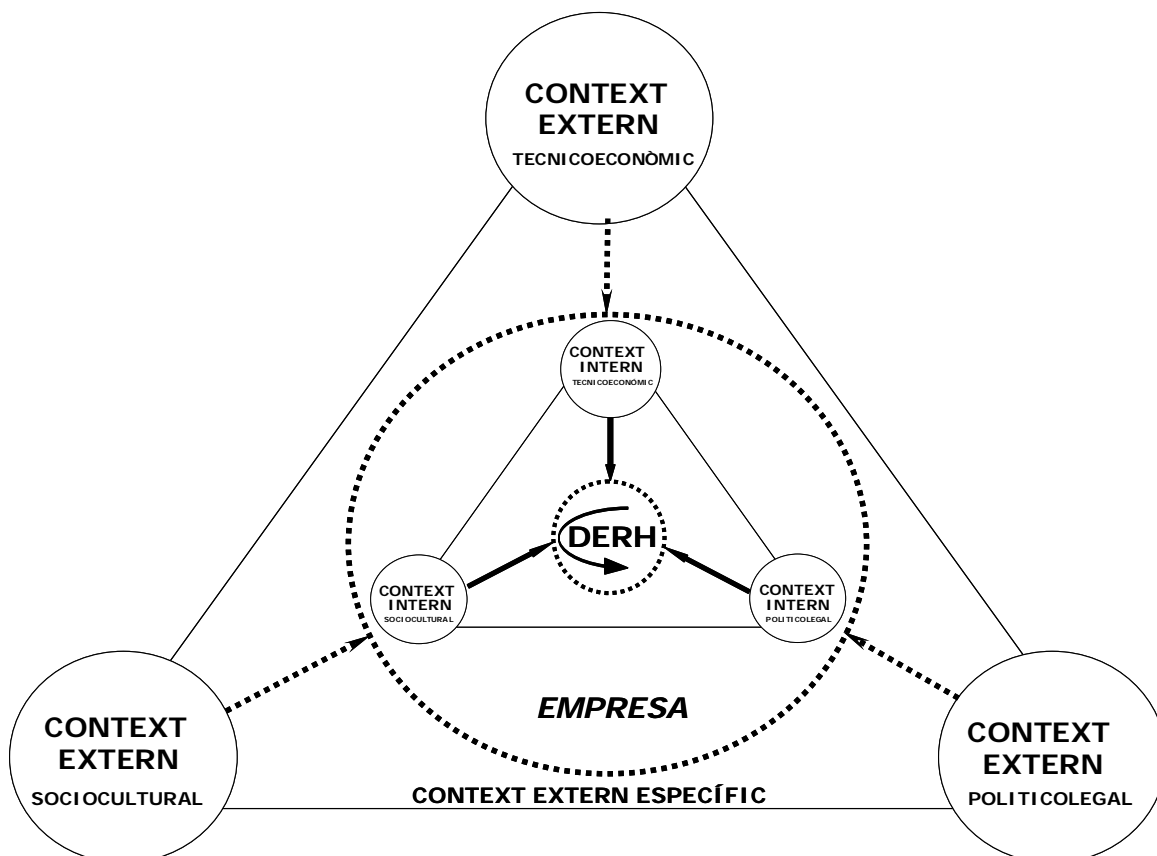 CONTEXT
EXTERN
TECNICOECONÒMIC
CONTEXT
INTERN
TECNICOECONÒMIC
DERH
CONTEXT
INTERN
SOCIOCULTURAL
CONTEXT
INTERN
POLITICOLEGAL
EMPRESA
CONTEXT
EXTERN
SOCIOCULTURAL
CONTEXT
EXTERN
POLITICOLEGAL
CONTEXT EXTERN ESPECÍFIC